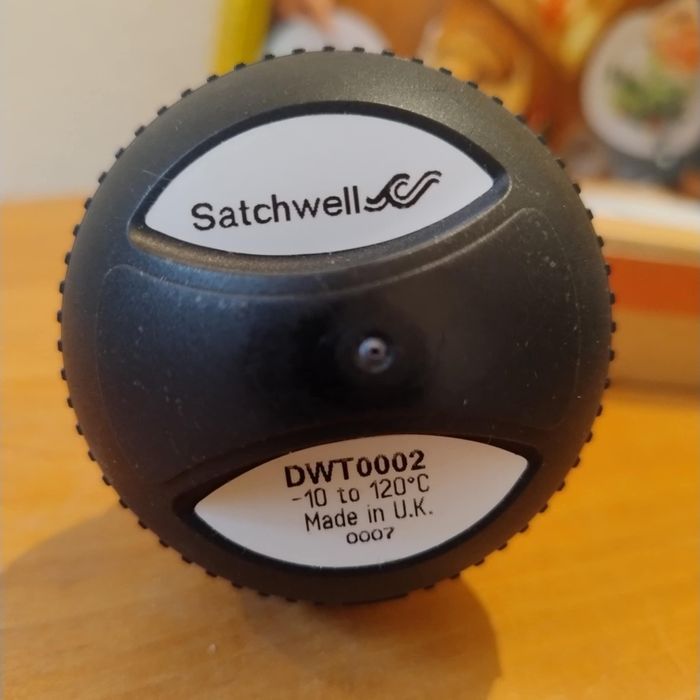 Satchwell
DWT0002
-10 to 120°C
Made in U.K.
0007